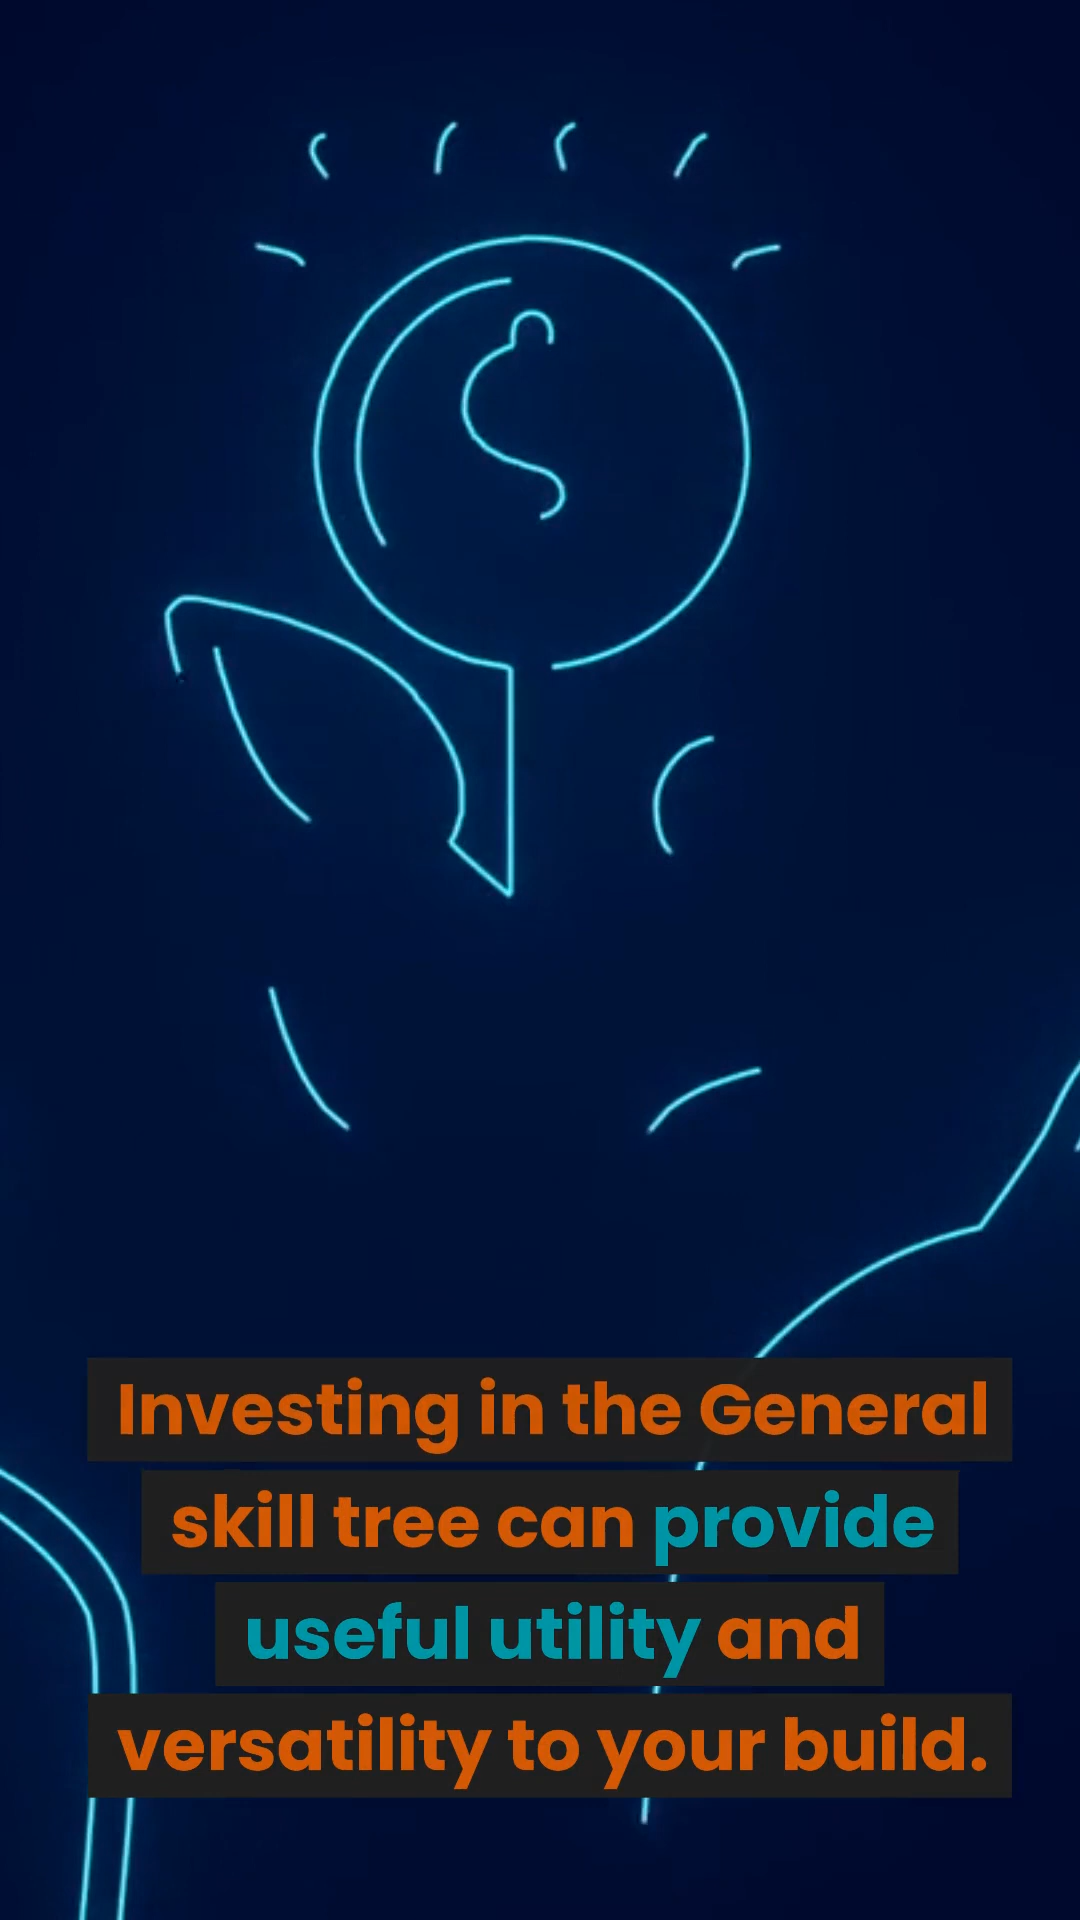 Investing in the General
skill tree can provide
useful utility and
versatility to your build.